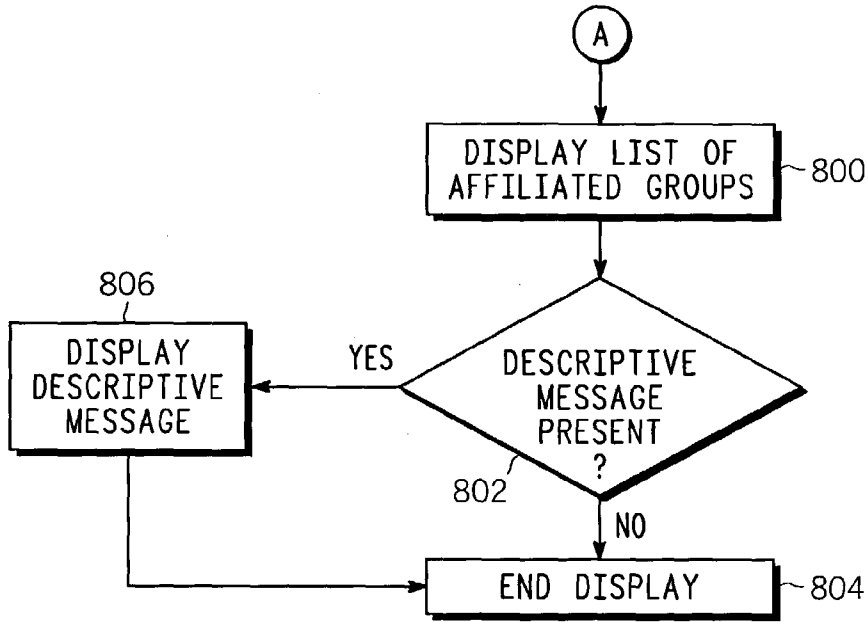 A
DISPLAY LIST OF
AFFILIATED GROUPS
800
806
DISPLAY
DESCRIPTIVE
MESSAGE
YES
DESCRIPTIVE
MESSAGE
PRESENT
?
802
NO
END DISPLAY
804